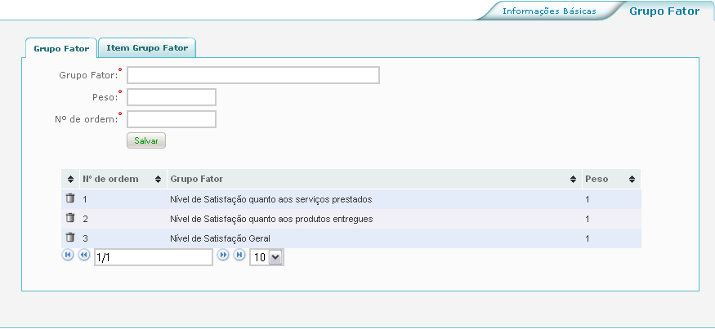 Informações Básicas Grupo Fator
Grupo Fator Item Grupo Fator
Grupo Fator:*
Peso:*
Nº de ordem:*
Salvar
Nº de ordem Grupo Fator Peso
1 Nível de Satisfação quanto aos serviços prestados 1
2 Nível de Satisfação quanto aos produtos entregues 1
3 Nível de Satisfação Geral 1
1/1 10